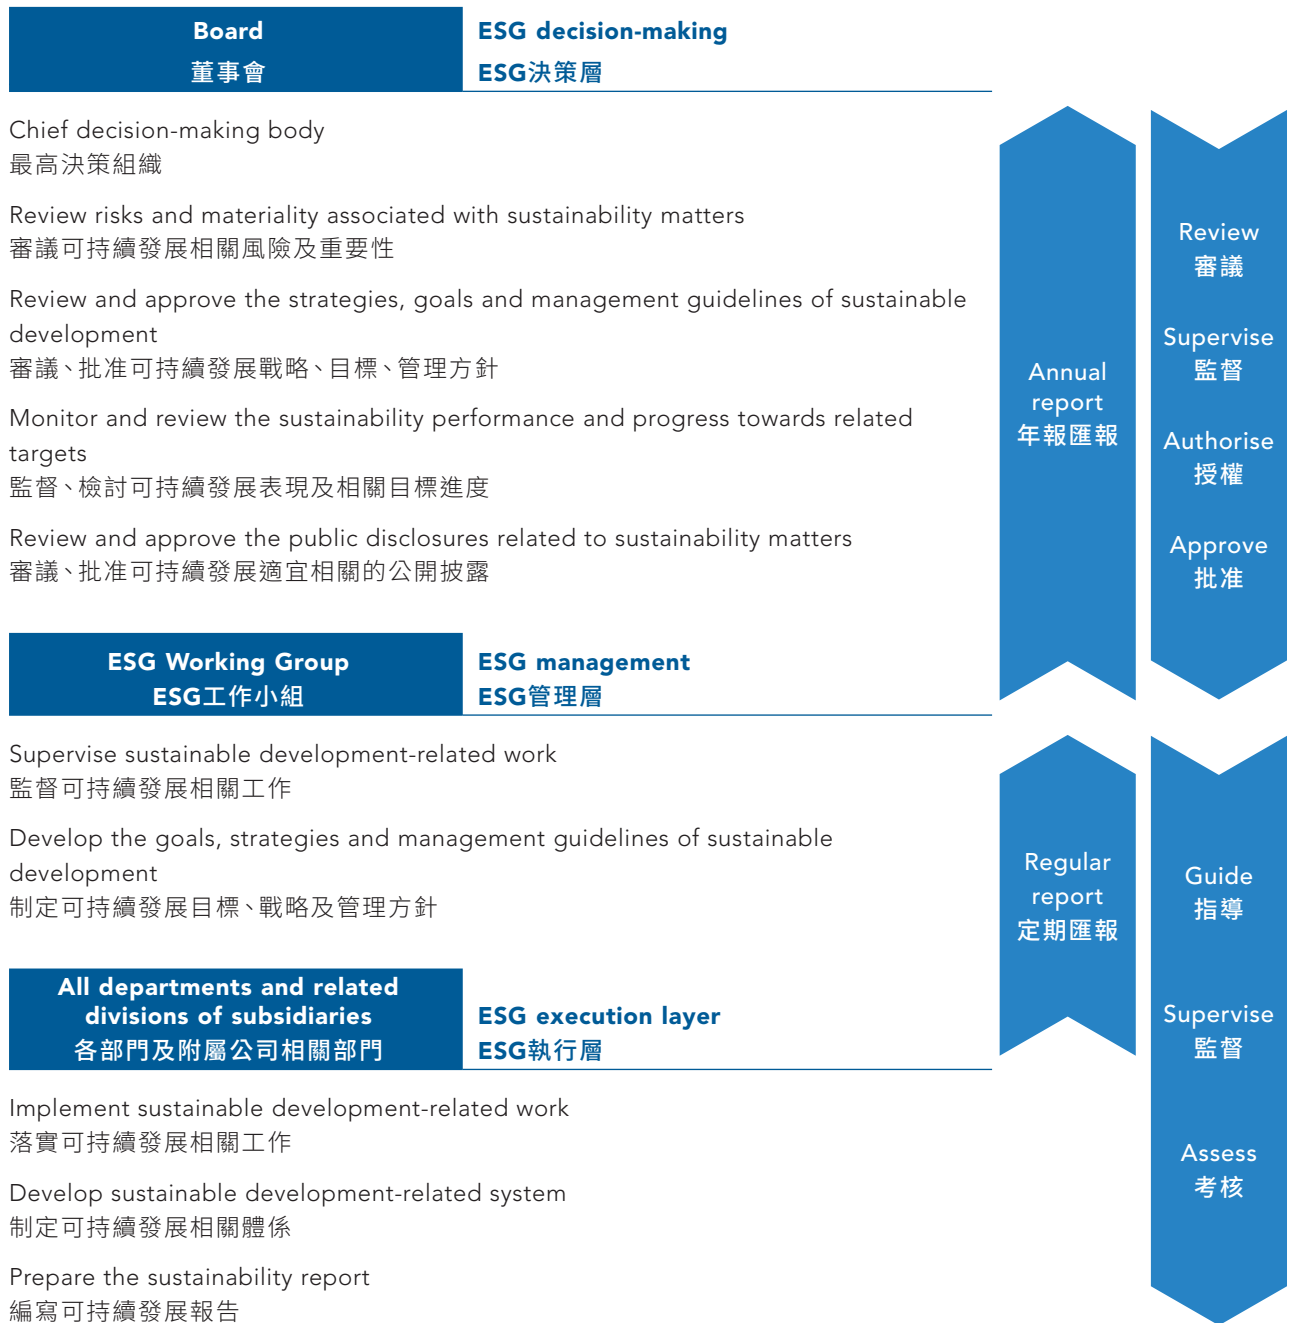 Board
董事會
ESG decision-making
ESG決策層
Chief decision-making body
最高決策組織
Review risks and materiality associated with sustainability matters
審議可持續發展相關風險及重要性
Review and approve the strategies, goals and management guidelines of sustainable
development
審議、批准可持續發展戰略、目標、管理方針
Monitor and review the sustainability performance and progress towards related
targets
監督、檢討可持續發展表現及相關目標進度
Review and approve the public disclosures related to sustainability matters
審議、批准可持續發展適宜相關的公開披露
Annual
report
年報匯報
Review
審議
Supervise
監督
Authorise
授權
Approve
批准
ESG Working Group
ESG工作小組
ESG management
ESG管理層
Supervise sustainable development-related work
監督可持續發展相關工作
Develop the goals, strategies and management guidelines of sustainable
development
制定可持續發展目標、戰略及管理方針
Regular
report
定期匯報
Guide
指導
Supervise
監督
Assess
考核
All departments and related
divisions of subsidiaries
各部門及附屬公司相關部門
ESG execution layer
ESG執行層
Implement sustainable development-related work
落實可持續發展相關工作
Develop sustainable development-related system
制定可持續發展相關體係
Prepare the sustainability report
編寫可持續發展報告